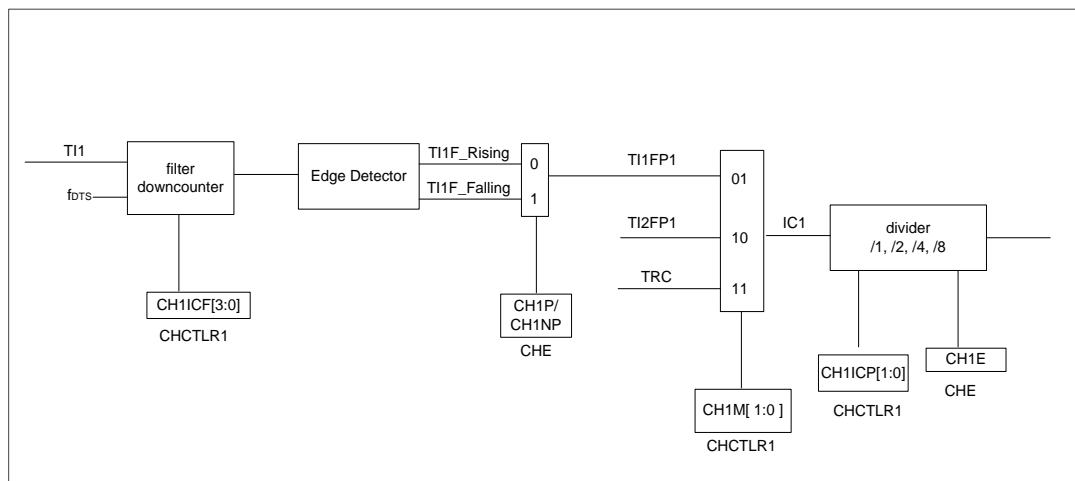 TI1
fDTS
filter
downcounter
CH1ICF[3:0]
CHCTLR1
Edge Detector
TI1F_Rising
TI1F_Falling
0
1
CH1P/
CH1NP
CHE
TI1FP1
TI2FP1
TRC
01
10
11
CH1M[ 1:0 ]
CHCTLR1
IC1
divider
/1, /2, /4, /8
CH1ICP[1:0]
CHCTLR1
CH1E
CHE